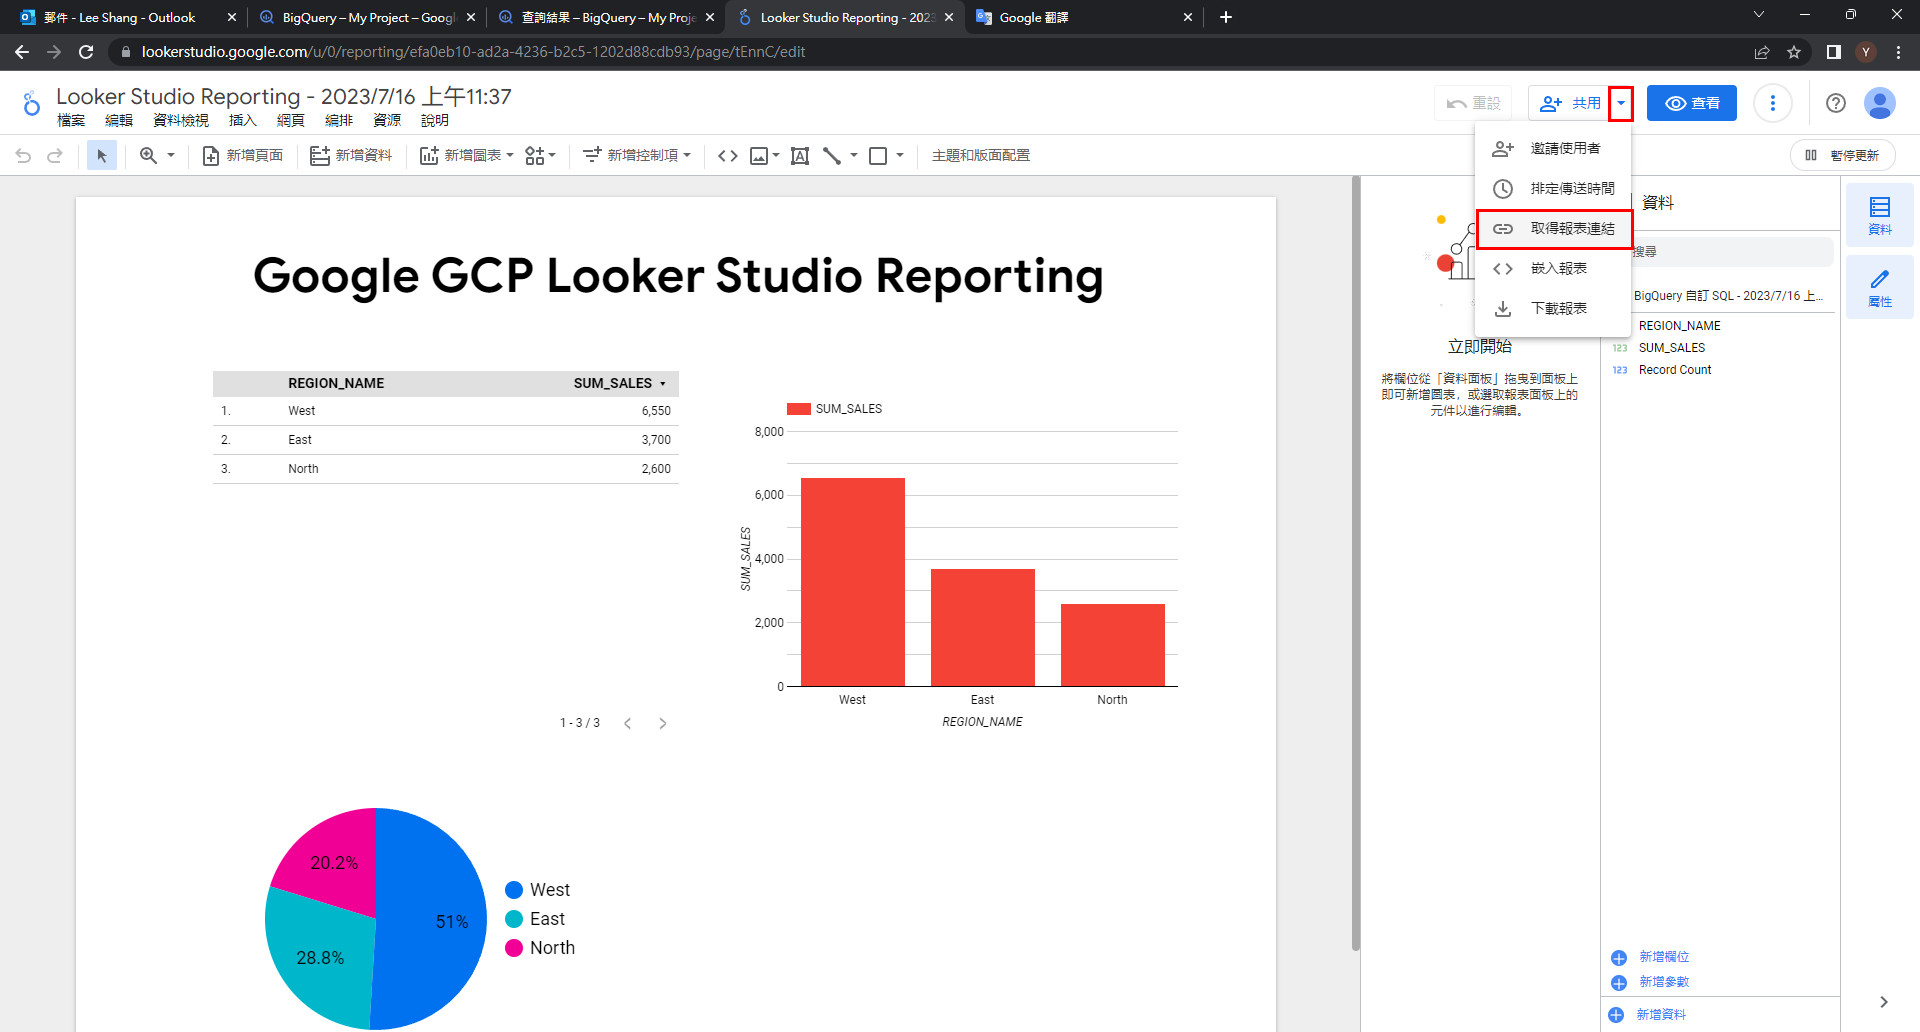 郵件 - Lee Shang - Outlook
BigQuery – My Project – Googl
查詢結果 – BigQuery – My Proje
Looker Studio Reporting - 2023
Google 翻譯
lookerstudio.google.com/u/0/reporting/efa0eb10-ad2a-4236-b2c5-1202d88cdb93/page/tEnnC/edit
Y
Looker Studio Reporting - 2023/7/16 上午11:37
檔案 編輯 資料檢視 插入 網頁 編排 資源 說明
重設
共用
查看
新增頁面
新增資料
新增圖表
新增控制項
主題和版面配置
暫停更新
邀請使用者
排定傳送時間
取得報表連結
嵌入報表
下載報表
Google GCP Looker Studio Reporting
REGION_NAME SUM_SALES
1. West 6,550
2. East 3,700
3. North 2,600
1 - 3 / 3
SUM_SALES
8,000
6,000
4,000
2,000
0
SUM_SALES
West East North
REGION_NAME
20.2%
51%
28.8%
West
East
North
立即開始
將欄位從「資料面板」拖曳到面板上
即可新增圖表，或選取報表面板上的
元件以進行編輯。
資料
搜尋
BigQuery 自訂 SQL - 2023/7/16 上...
REGION_NAME
123 SUM_SALES
123 Record Count
新增欄位
新增參數
新增資料
資料
屬性